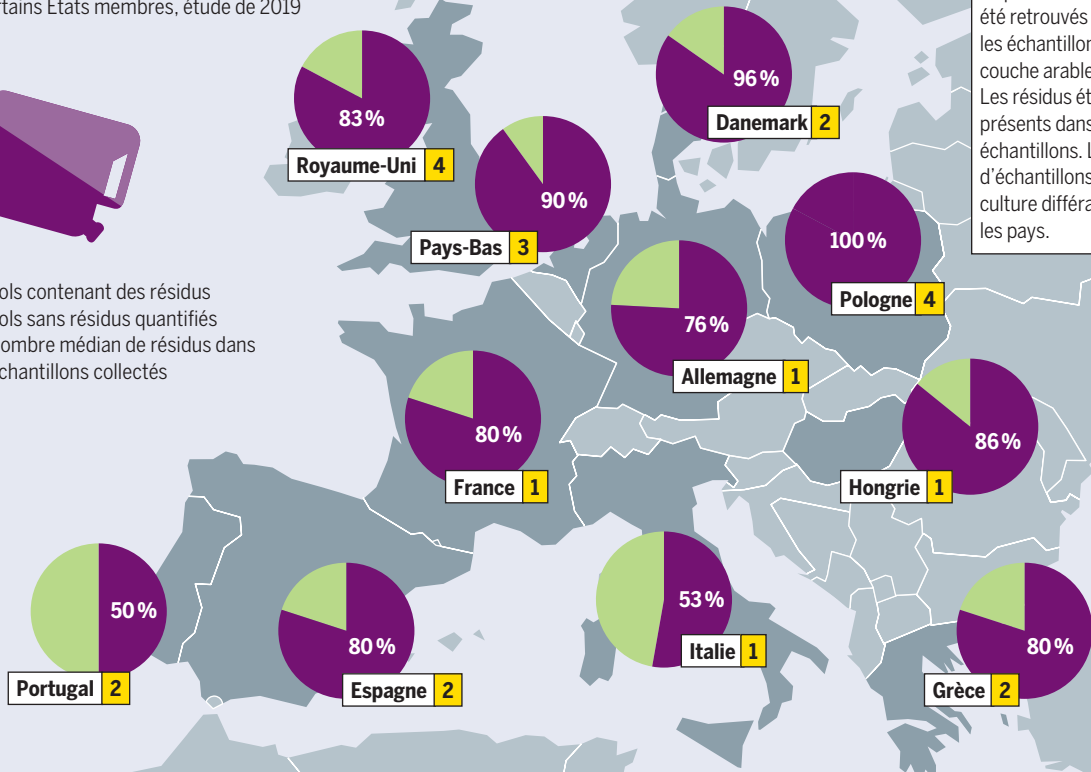 rtains États membres, étude de 2019
été retrouvés
les échantillon
couche arable
Les résidus ét
présents dans
échantillons. L
d'échantillons
culture différa
les pays.
83 %
Royaume-Uni 4
96 %
Danemark 2
90 %
Pays-Bas 3
100 %
Pologne 4
ols contenant des résidus
ols sans résidus quantifiés
ombre médian de résidus dans
chantillons collectés
76 %
Allemagne 1
80 %
France 1
86 %
Hongrie 1
50 %
Portugal 2
80 %
Espagne 2
53 %
Italie 1
80 %
Grèce 2